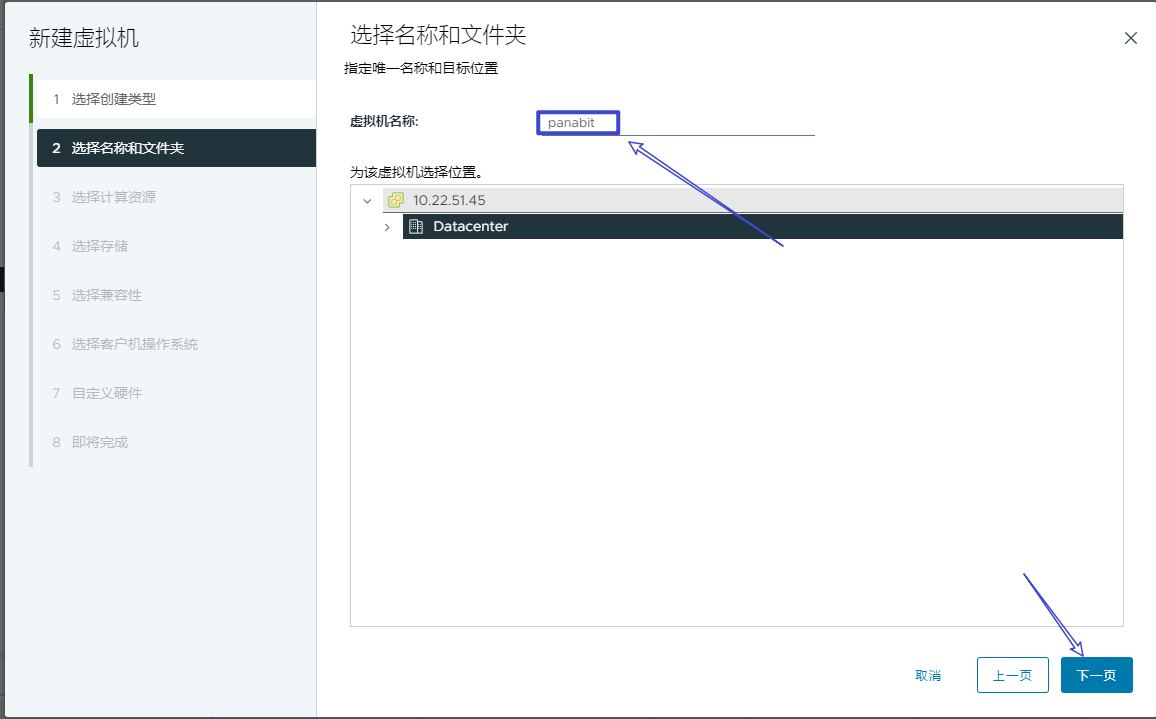 新建虚拟机
1 选择创建类型
2 选择名称和文件夹
3 选择计算资源
4 选择存储
5 选择兼容性
6 选择客户机操作系统
7 自定义硬件
8 即将完成
选择名称和文件夹
指定唯一名称和目标位置
虚拟机名称: panabit
为该虚拟机选择位置。
10.22.51.45
Datacenter
取消 上一页 下一页